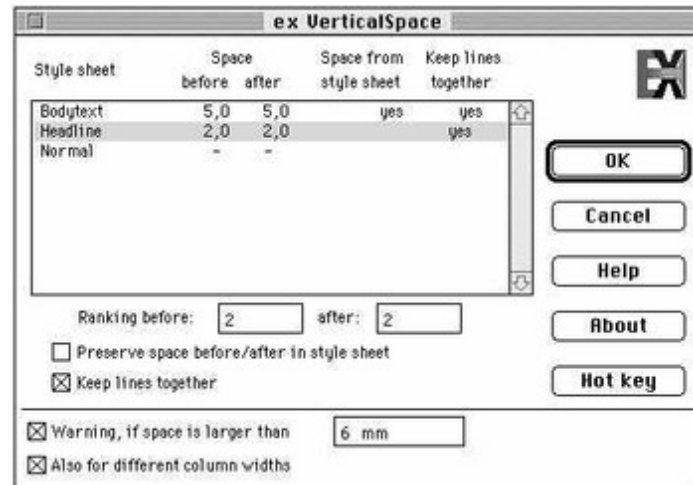 ex VerticalSpace
Style sheet Space before after Space from style sheet Keep lines together
EX
Bodytext 5,0 5,0 yes yes
Headline 2,0 2,0 yes
Normal - -
OK
Cancel
Help
About
Hot key
Ranking before: 2 after: 2
Preserve space before/after in style sheet
Keep lines together
Warning, if space is larger than 6 mm
Also for different column widths